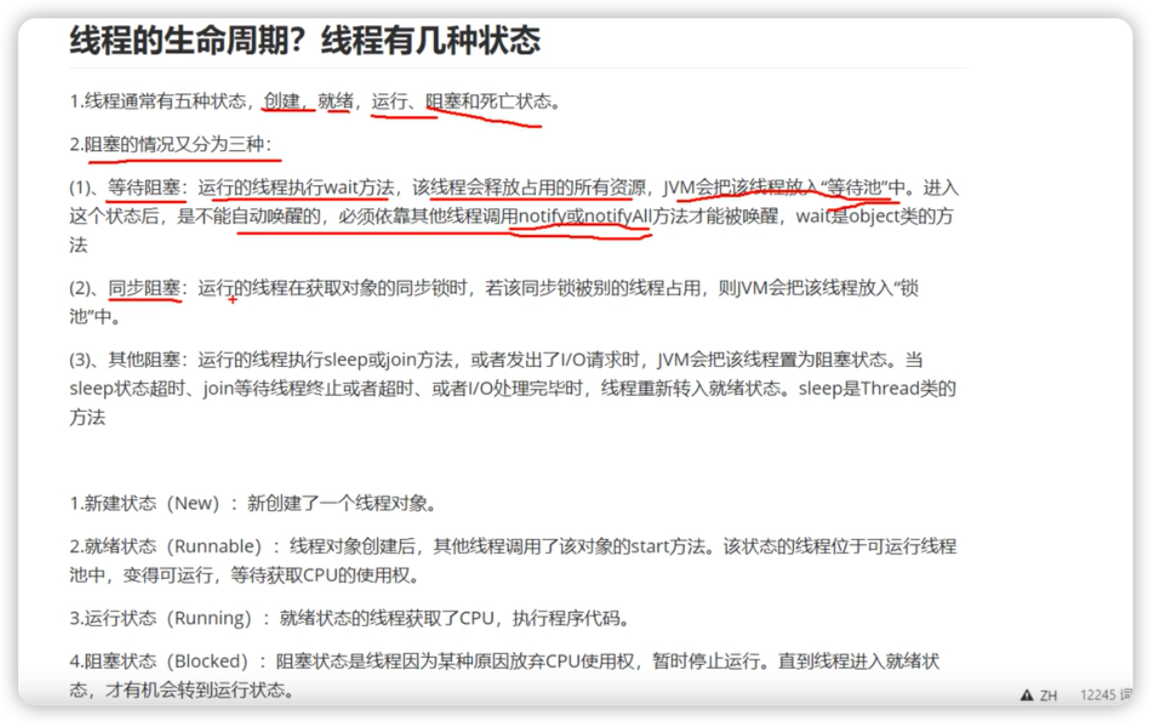 线程的生命周期？线程有几种状态
1.线程通常有五种状态，创建，就绪，运行、阻塞和死亡状态。
2.阻塞的情况又分为三种：
(1)、等待阻塞：运行的线程执行wait方法，该线程会释放占用的所有资源，JVM会把该线程放入“等待池”中。进入
这个状态后，是不能自动唤醒的，必须依靠其他线程调用notify或notifyAll方法才能被唤醒，wait是object类的方
法
(2)、同步阻塞：运行的线程在获取对象的同步锁时，若该同步锁被别的线程占用，则JVM会把该线程放入“锁
池”中。
(3)、其他阻塞：运行的线程执行sleep或join方法，或者发出了I/O请求时，JVM会把该线程置为阻塞状态。当
sleep状态超时、join等待线程终止或者超时、或者I/O处理完毕时，线程重新转入就绪状态。sleep是Thread类的
方法
1.新建状态（New）：新创建了一个线程对象。
2.就绪状态（Runnable）：线程对象创建后，其他线程调用了该对象的start方法。该状态的线程位于可运行线程
池中，变得可运行，等待获取CPU的使用权。
3.运行状态（Running）：就绪状态的线程获取了CPU，执行程序代码。
4.阻塞状态（Blocked）：阻塞状态是线程因为某种原因放弃CPU使用权，暂时停止运行。直到线程进入就绪状
态，才有机会转到运行状态。
ZH 12245 词